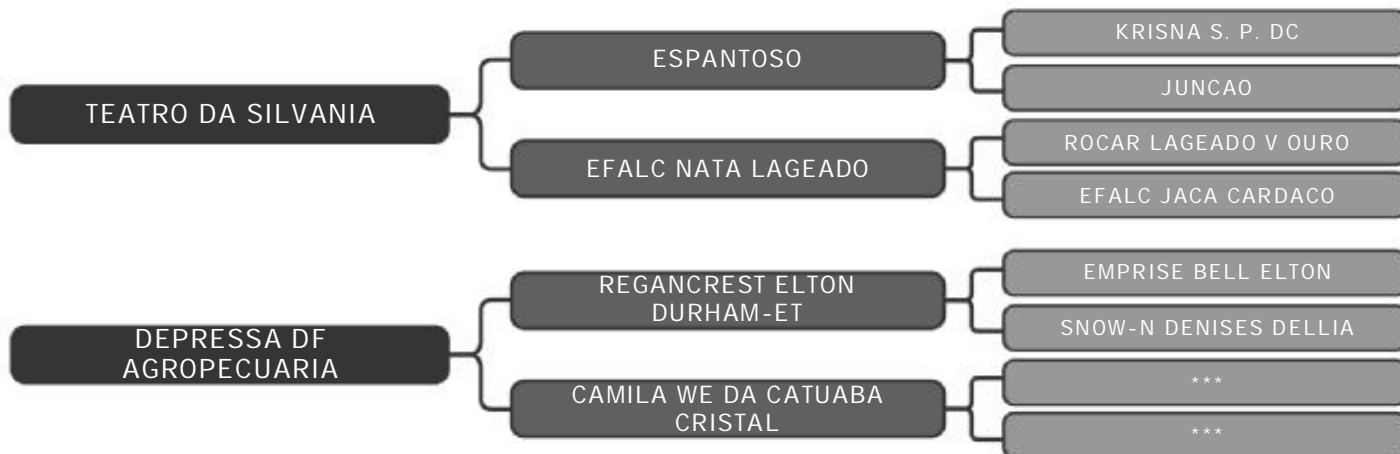 TEATRO DA SILVANIA
ESPANTOSO
KRISNA S. P. DC
JUNCAO
EFALC NATA LAGEADO
ROCAR LAGEADO V OURO
EFALC JACA CARDACO
DEPRESSA DF
AGROPECUARIA
REGANCREST ELTON
DURHAM-ET
EMPRISE BELL ELTON
SNOW-N DENISES DELLIA
CAMILA WE DA CATUABA
CRISTAL
***
***